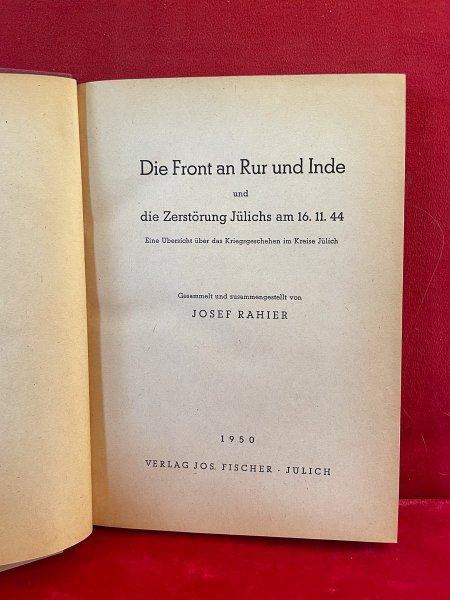 Die Front an Rur und Inde
und
die Zerstörung Jülichs am 16. 11. 44
Eine Übersicht über das Kriegsgeschehen im Kreise Jülich
Gesammelt und zusammengestellt von
JOSEF RAHIER
1950
VERLAG JOS. FISCHER · JÜLICH